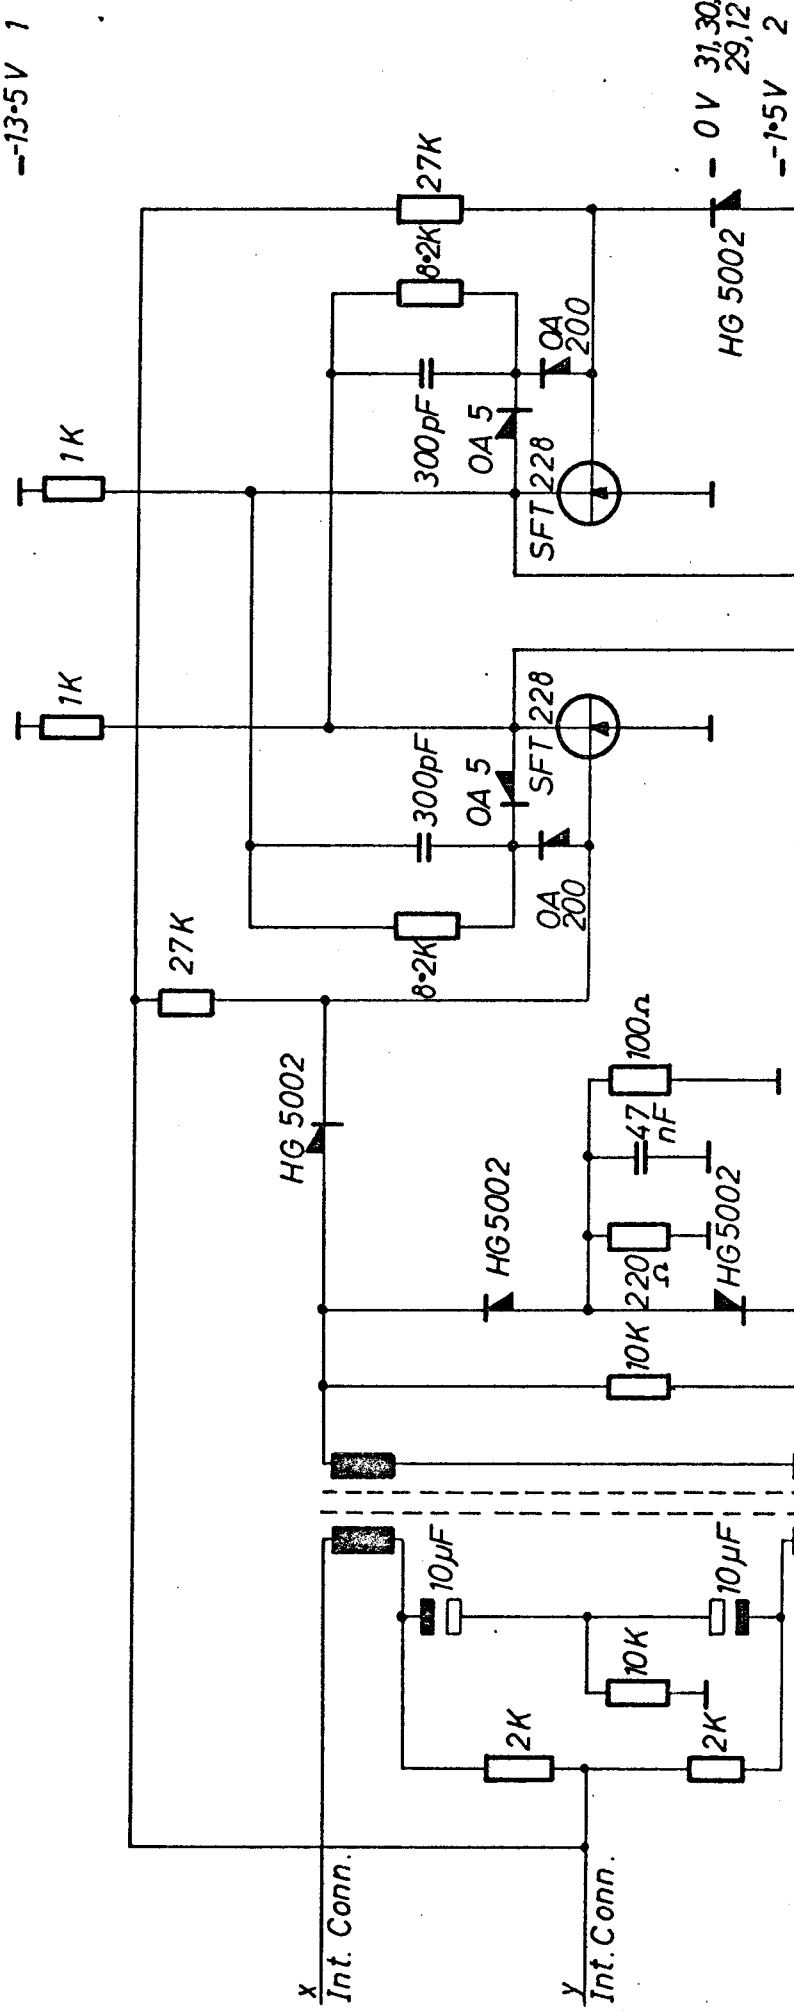 x
Int. Conn.
y
Int. Conn.
2K
2K
10K
10µF
10µF
10K
220
Ω
47
nF
100Ω
HG5002
HG5002
HG 5002
27K
8•2K
300pF
OA 5
OA
200
SFT 228
1K
1K
300pF
OA 5
SFT 228
OA
200
8•2K
27K
HG 5002
--13•5V 1
- 0V 31,30,
29,12
--1•5V 2